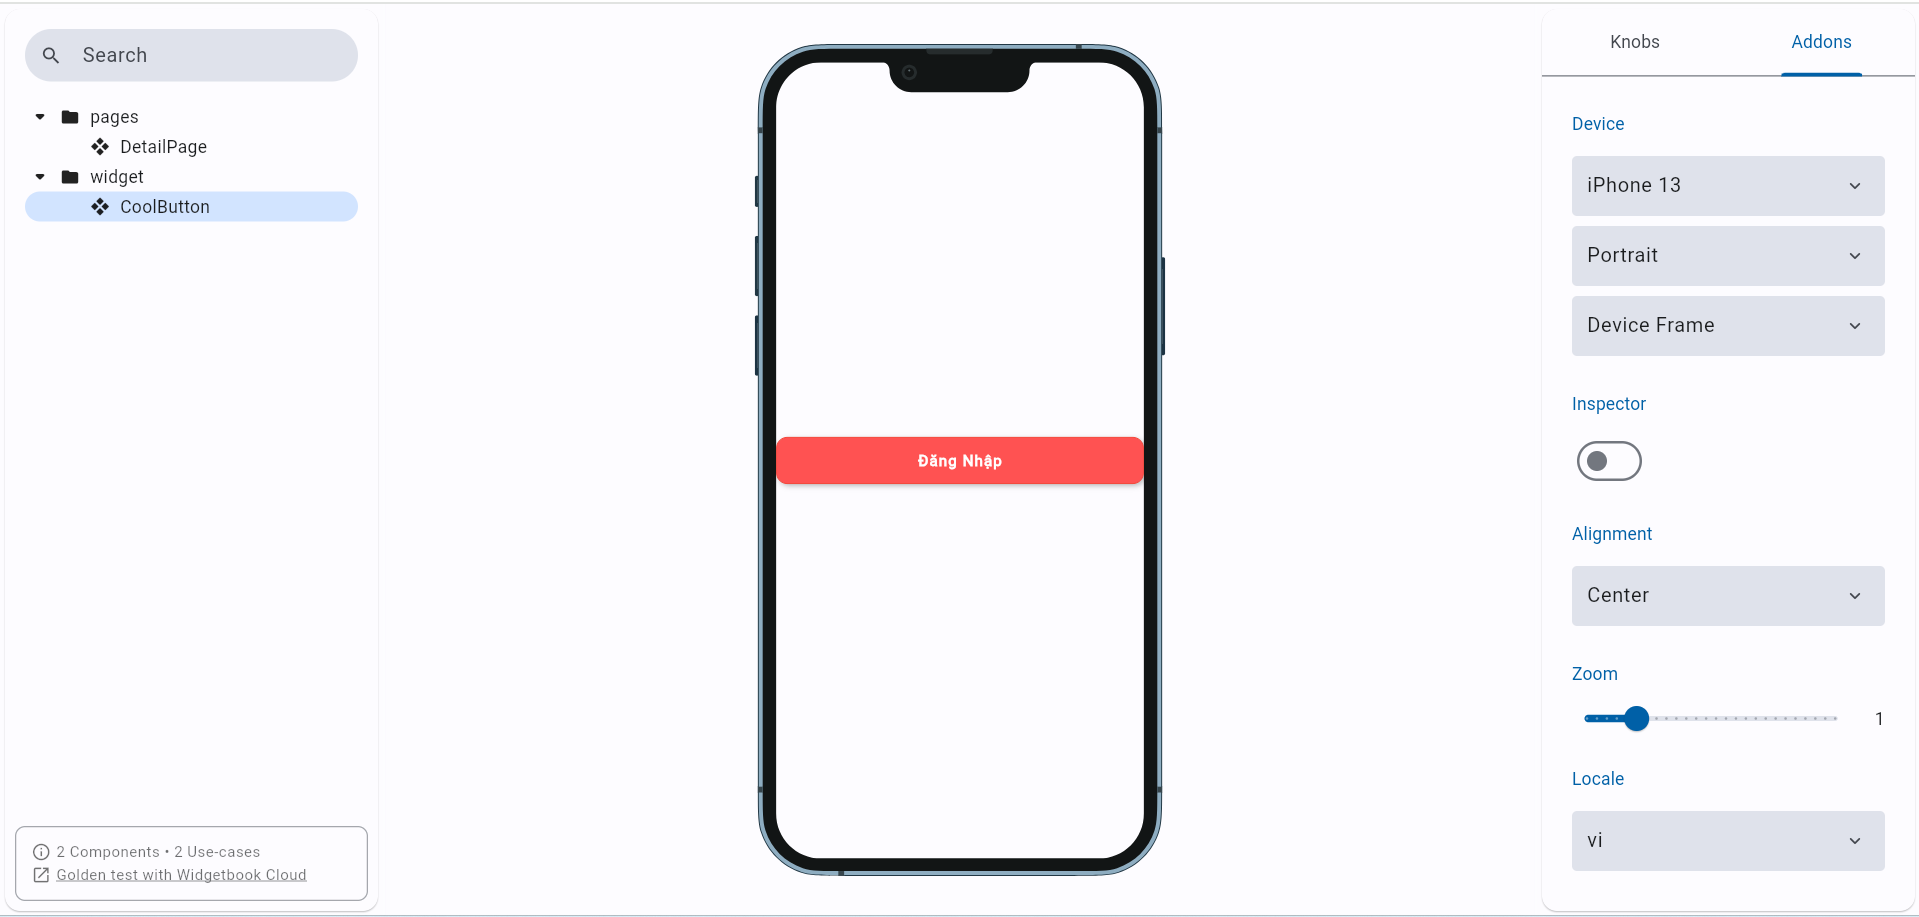 Search
pages
DetailPage
widget
CoolButton
2 Components • 2 Use-cases
Golden test with Widgetbook Cloud
Đăng Nhập
Knobs
Addons
Device
iPhone 13
Portrait
Device Frame
Inspector
Alignment
Center
Zoom
1
Locale
vi